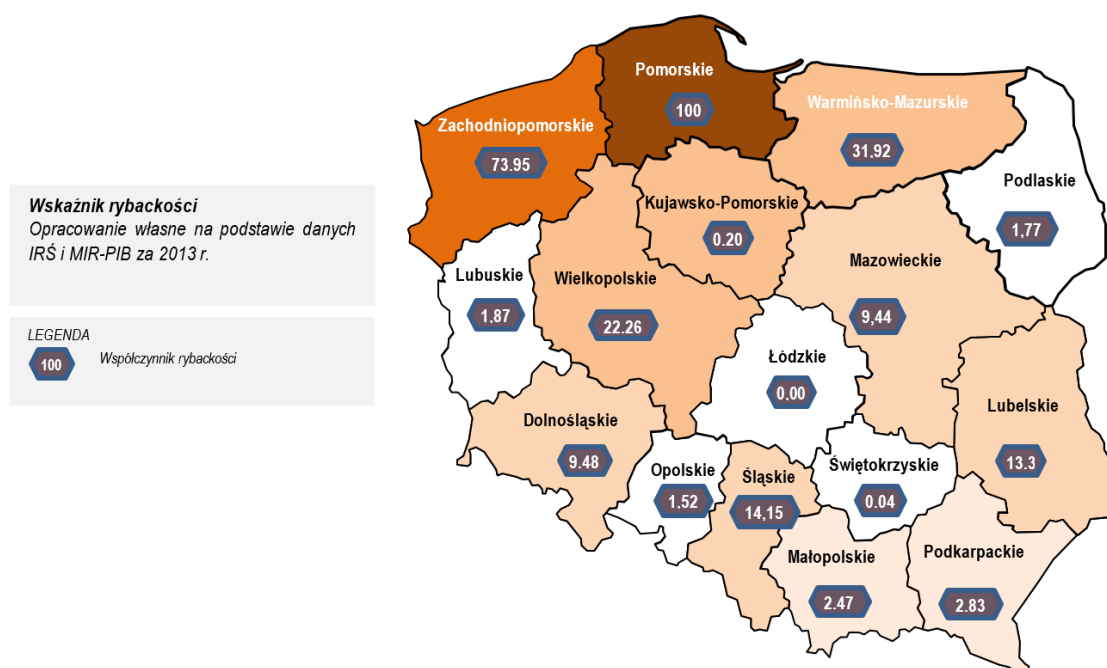 Wskaźnik rybackości
Opracowanie własne na podstawie danych
IRŚ i MIR-PIB za 2013 r.
LEGENDA
100
Współczynnik rybackości
Pomorskie
100
Zachodniopomorskie
73.95
Warmińsko-Mazurskie
31,92
Podlaskie
1,77
Kujawsko-Pomorskie
0.20
Lubuskie
1.87
Wielkopolskie
22.26
Mazowieckie
9,44
Łódzkie
0,00
Lubelskie
13.3
Dolnośląskie
9.48
Opolskie
1.52
Śląskie
14,15
Świętokrzyskie
0.04
Małopolskie
2.47
Podkarpackie
2.83